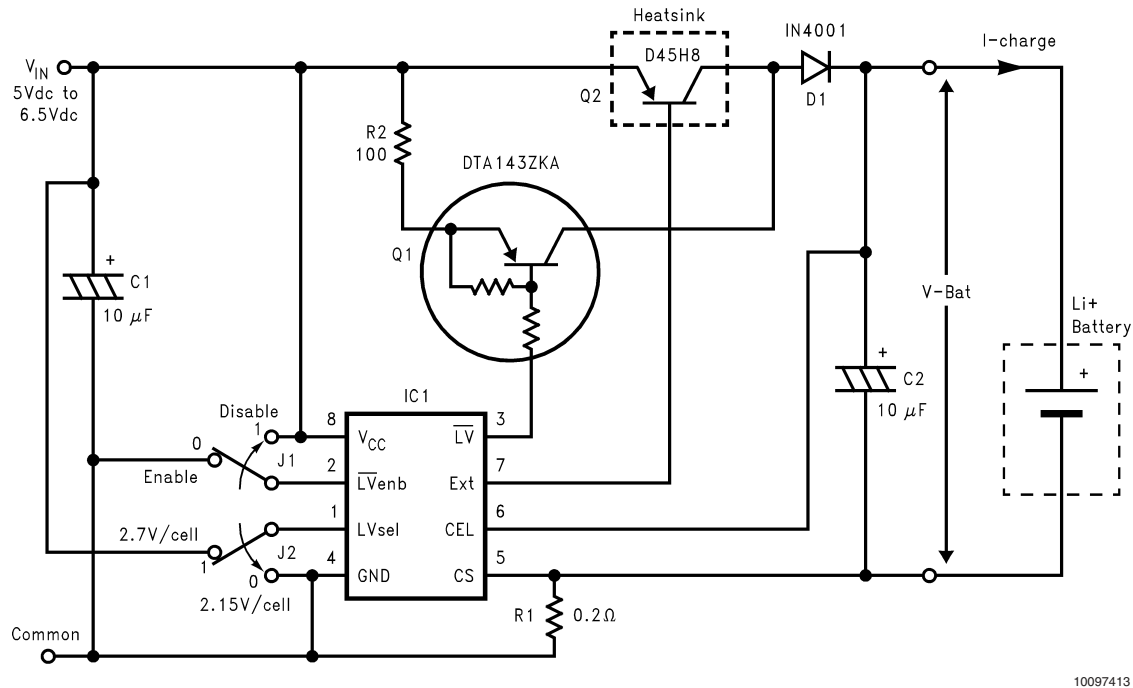 Heatsink
IN4001
I-charge
VIN
5Vdc to
6.5Vdc
D45H8
Q2
D1
R2
100
DTA143ZKA
Q1
+
C1
10 μF
V-Bat
Li+
Battery
+
+
C2
10 μF
IC1
Disable
1
0
J1
Enable
8
VCC
LV
3
2
LVenb
Ext
7
1
LVsel
CEL
6
4
GND
CS
5
2.7V/cell
1
J2
0
2.15V/cell
R1
0.2Ω
Common
10097413